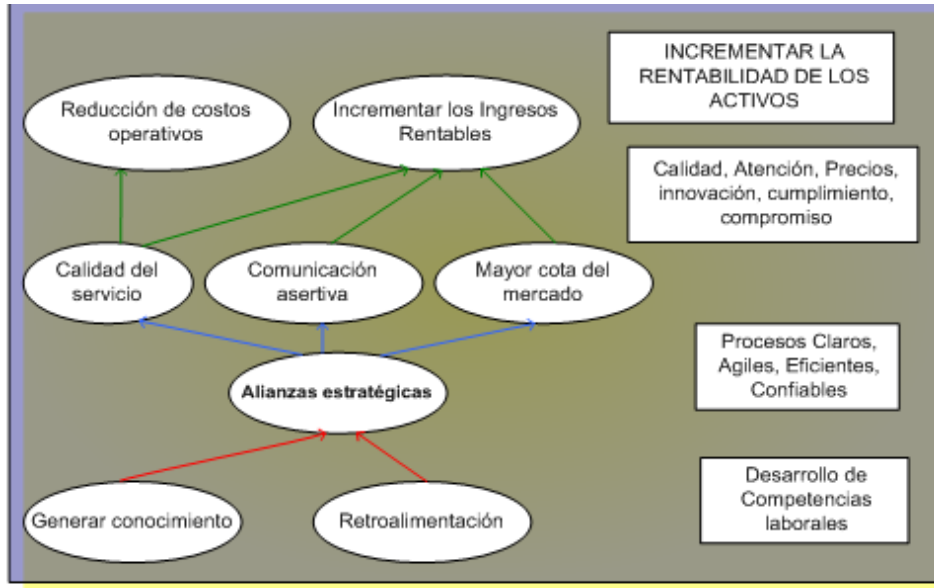 INCREMENTAR LA
RENTABILIDAD DE LOS
ACTIVOS
Reducción de costos
operativos
Incrementar los Ingresos
Rentables
Calidad, Atención, Precios,
innovación, cumplimiento,
compromiso
Calidad del
servicio
Comunicación
asertiva
Mayor cota del
mercado
Procesos Claros,
Agiles, Eficientes,
Confiables
Alianzas estratégicas
Desarrollo de
Competencias
laborales
Generar conocimiento
Retroalimentación